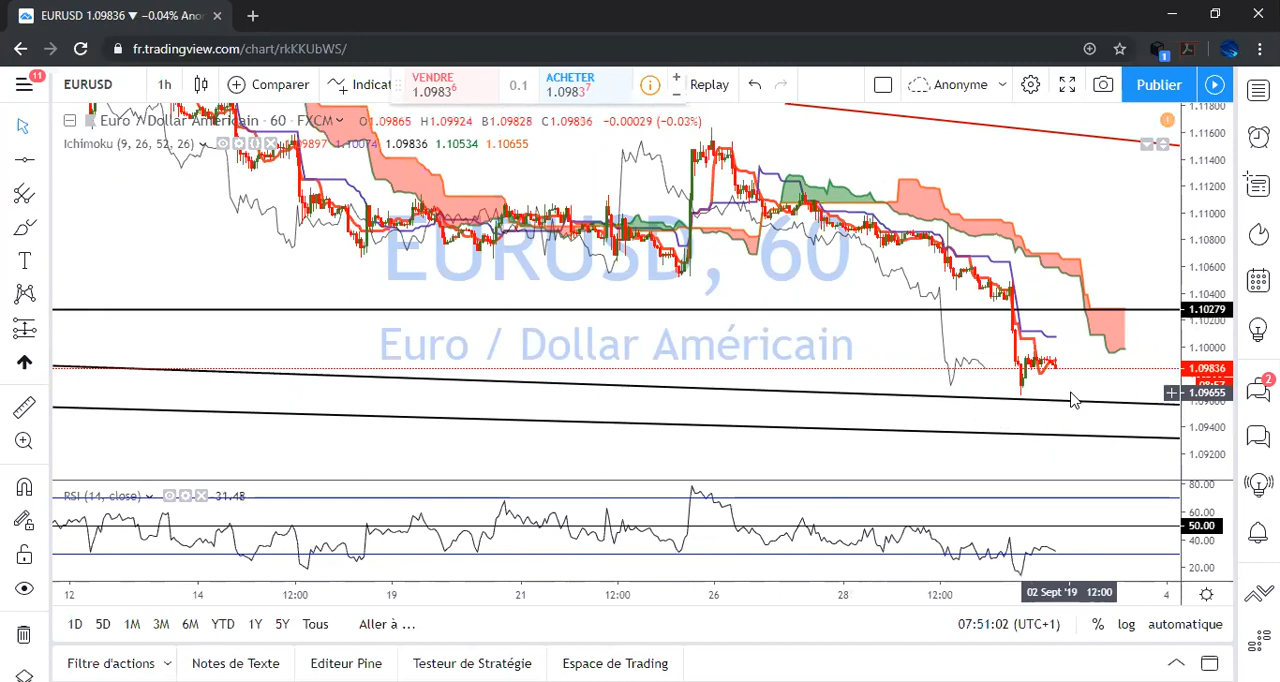 EURUSD 1.09836 ▼ −0.04% Ano
fr.tradingview.com/chart/rkKKUbWS/
11
EURUSD
1h
Comparer
Indicat
VENDRE
1.09836
0.1
ACHETER
1.09837
Replay
Anonyme
Publier
Euro / Dollar Américain • 60 • FXCM
O1.09865 H1.09924 B1.09828 C1.09836 −0.00029 (−0.03%)
Ichimoku (9, 26, 52, 26)
1.10074 1.09836 1.10534 1.10655
EURUSD, 60
Euro / Dollar Américain
1.11800
1.11600
1.11400
1.11200
1.11000
1.10800
1.10600
1.10400
1.10279
1.10200
1.10000
1.09836
1.09655
1.09400
1.09200
RSI (14, close)
31.48
80.00
60.00
50.00
40.00
20.00
12
14
12:00
19
21
12:00
26
28
12:00
02 Sept '19 12:00
4
1D
5D
1M
3M
6M
YTD
1Y
5Y
Tous
Aller à ...
07:51:02 (UTC+1)
%
log
automatique
Filtre d'actions
Notes de Texte
Editeur Pine
Testeur de Stratégie
Espace de Trading
1
2